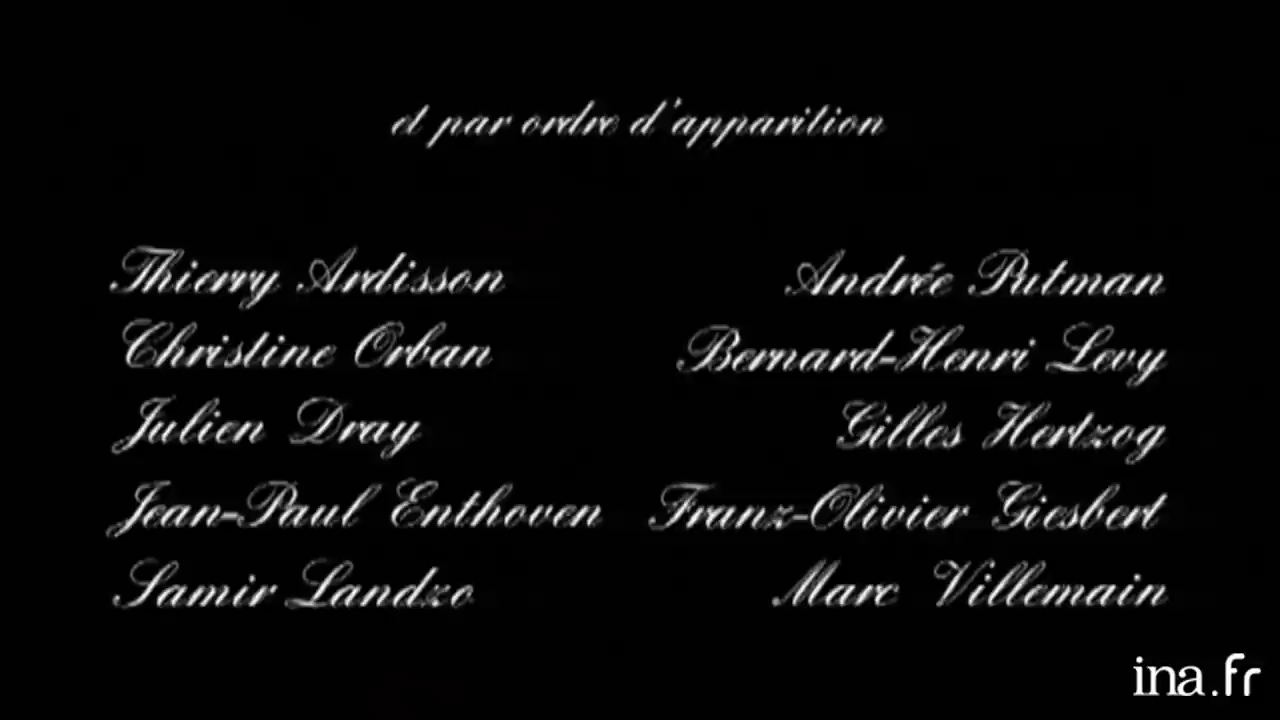 et par ordre d'apparition
Thierry Ardisson
Christine Orban
Julien Dray
Jean-Paul Enthoven
Samir Landzo
Andrée Putman
Bernard-Henri Levy
Gilles Hertzog
Franz-Olivier Giesbert
Marc Villemain
ina.fr